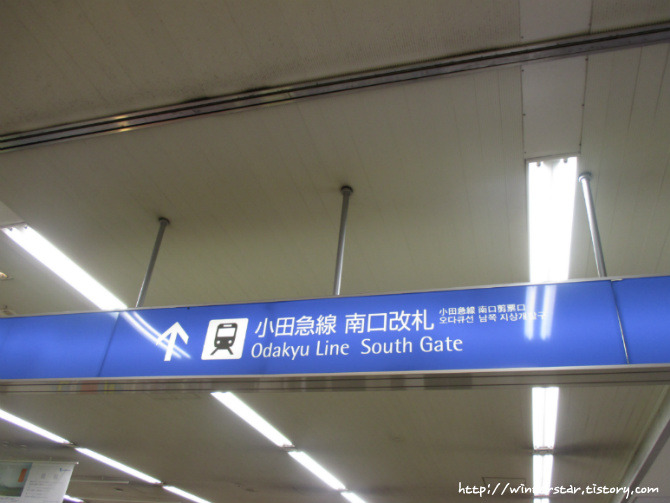 小田急線 南口改札
小田急線 南口剪票口
오다큐선 남쪽 지상개찰구
Odakyu Line South Gate
http://winterstar.tistory.com